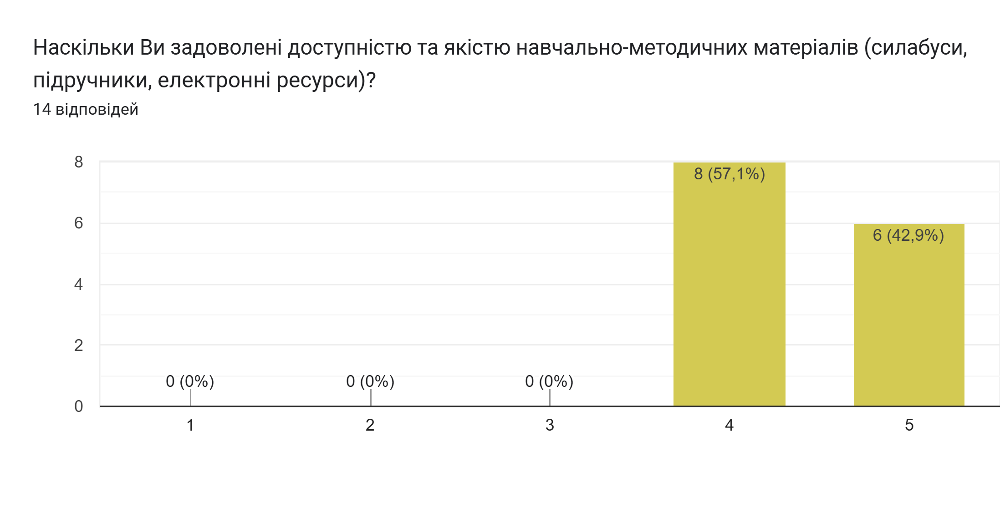 Наскільки Ви задоволені доступністю та якістю навчально-методичних матеріалів (силабуси,
підручники, електронні ресурси)?
14 відповідей
8
8 (57,1%)
6
6 (42,9%)
4
2
0 (0%) 0 (0%) 0 (0%)
0
1 2 3 4 5